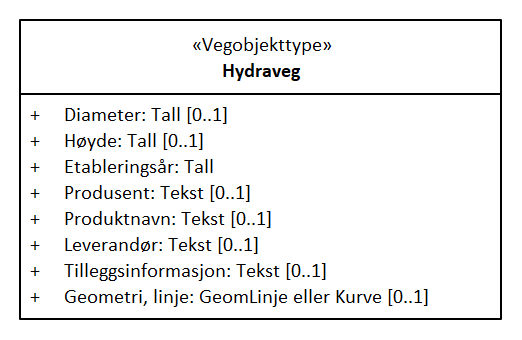 «Vegobjekttype»
Hydraveg
+ Diameter: Tall [0..1]
+ Høyde: Tall [0..1]
+ Etableringsår: Tall
+ Produsent: Tekst [0..1]
+ Produktnavn: Tekst [0..1]
+ Leverandør: Tekst [0..1]
+ Tilleggsinformasjon: Tekst [0..1]
+ Geometri, linje: GeomLinje eller Kurve [0..1]